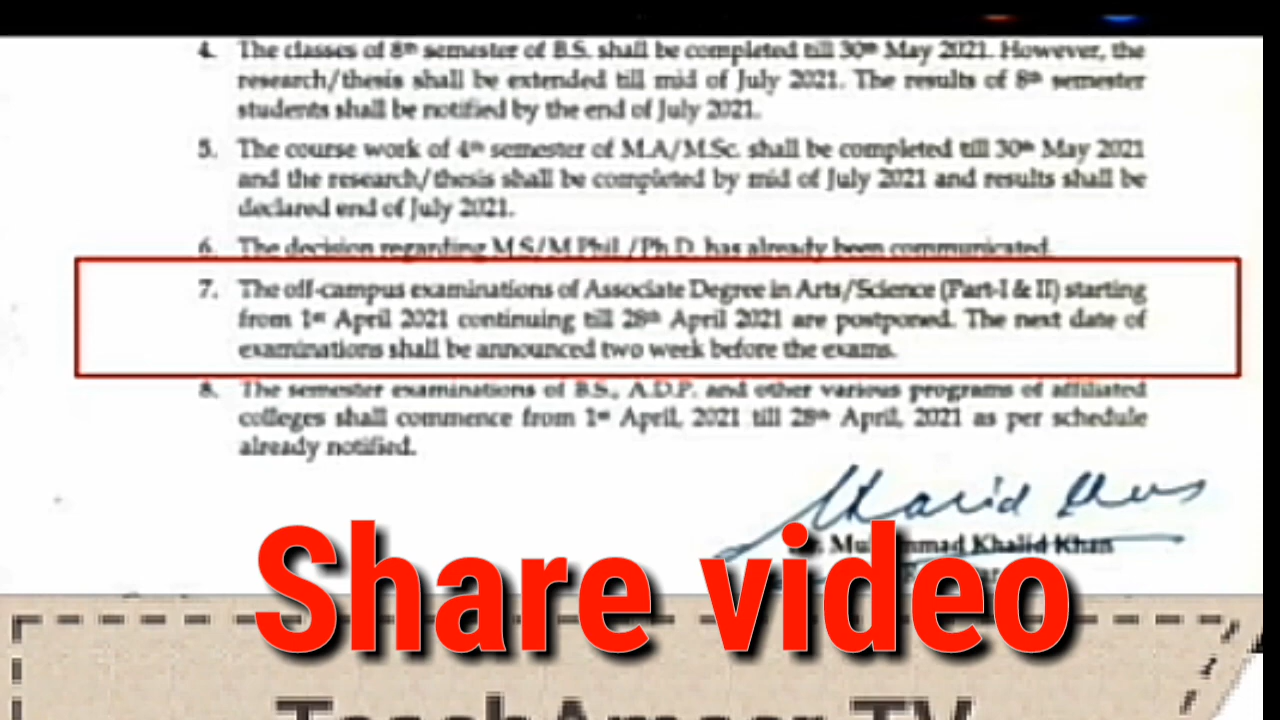 4. The classes of 8th semester of B.S. shall be completed till 30th May 2021. However, the
research/thesis shall be extended till mid of July 2021. The results of 8th semester
students shall be notified by the end of July 2021.
5. The course work of 4th semester of M.A/M.Sc. shall be completed till 30th May 2021
and the research/thesis shall be completed by mid of July 2021 and results shall be
declared end of July 2021.
6. The decision regarding M.S/M.Phil./Ph.D. has already been communicated.
7. The off-campus examinations of Associate Degree in Arts/Science (Part-I & II) starting
from 1st April 2021 continuing till 28th April 2021 are postponed. The next date of
examinations shall be announced two week before the exams.
8. The semester examinations of B.S., A.D.P. and other various programs of affiliated
colleges shall commence from 1st April, 2021 till 28th April, 2021 as per schedule
already notified.
Khalid Khan
Share video
TV